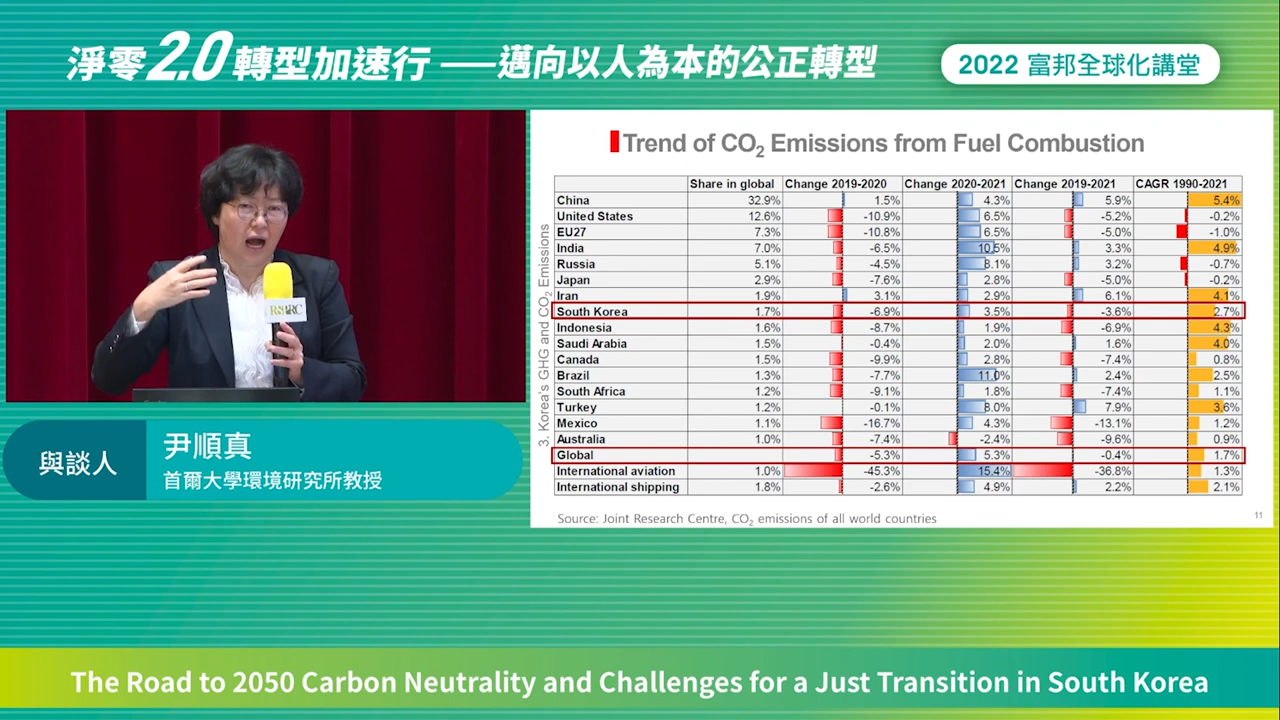 淨零2.0轉型加速行——邁向以人為本的公正轉型
2022 富邦全球化講堂
RSPRC
與談人
尹順真
首爾大學環境研究所教授
Trend of CO2 Emissions from Fuel Combustion
3. Korea's GHG and CO2 Emissions
Share in global Change 2019-2020 Change 2020-2021 Change 2019-2021 CAGR 1990-2021
China 32.9% 1.5% 4.3% 5.9% 5.4%
United States 12.6% -10.9% 6.5% -5.2% -0.2%
EU27 7.3% -10.8% 6.5% -5.0% -1.0%
India 7.0% -6.5% 10.5% 3.3% 4.9%
Russia 5.1% -4.5% 8.1% 3.2% -0.7%
Japan 2.9% -7.6% 2.8% -5.0% -0.2%
Iran 1.9% 3.1% 2.9% 6.1% 4.1%
South Korea 1.7% -6.9% 3.5% -3.6% 2.7%
Indonesia 1.6% -8.7% 1.9% -6.9% 4.3%
Saudi Arabia 1.5% -0.4% 2.0% 1.6% 4.0%
Canada 1.5% -9.9% 2.8% -7.4% 0.8%
Brazil 1.3% -7.7% 11.0% 2.4% 2.5%
South Africa 1.2% -9.1% 1.8% -7.4% 1.1%
Turkey 1.2% -0.1% 8.0% 7.9% 3.6%
Mexico 1.1% -16.7% 4.3% -13.1% 1.2%
Australia 1.0% -7.4% -2.4% -9.6% 0.9%
Global -5.3% 5.3% -0.4% 1.7%
International aviation 1.0% -45.3% 15.4% -36.8% 1.3%
International shipping 1.8% -2.6% 4.9% 2.2% 2.1%
Source: Joint Research Centre, CO2 emissions of all world countries
11
The Road to 2050 Carbon Neutrality and Challenges for a Just Transition in South Korea